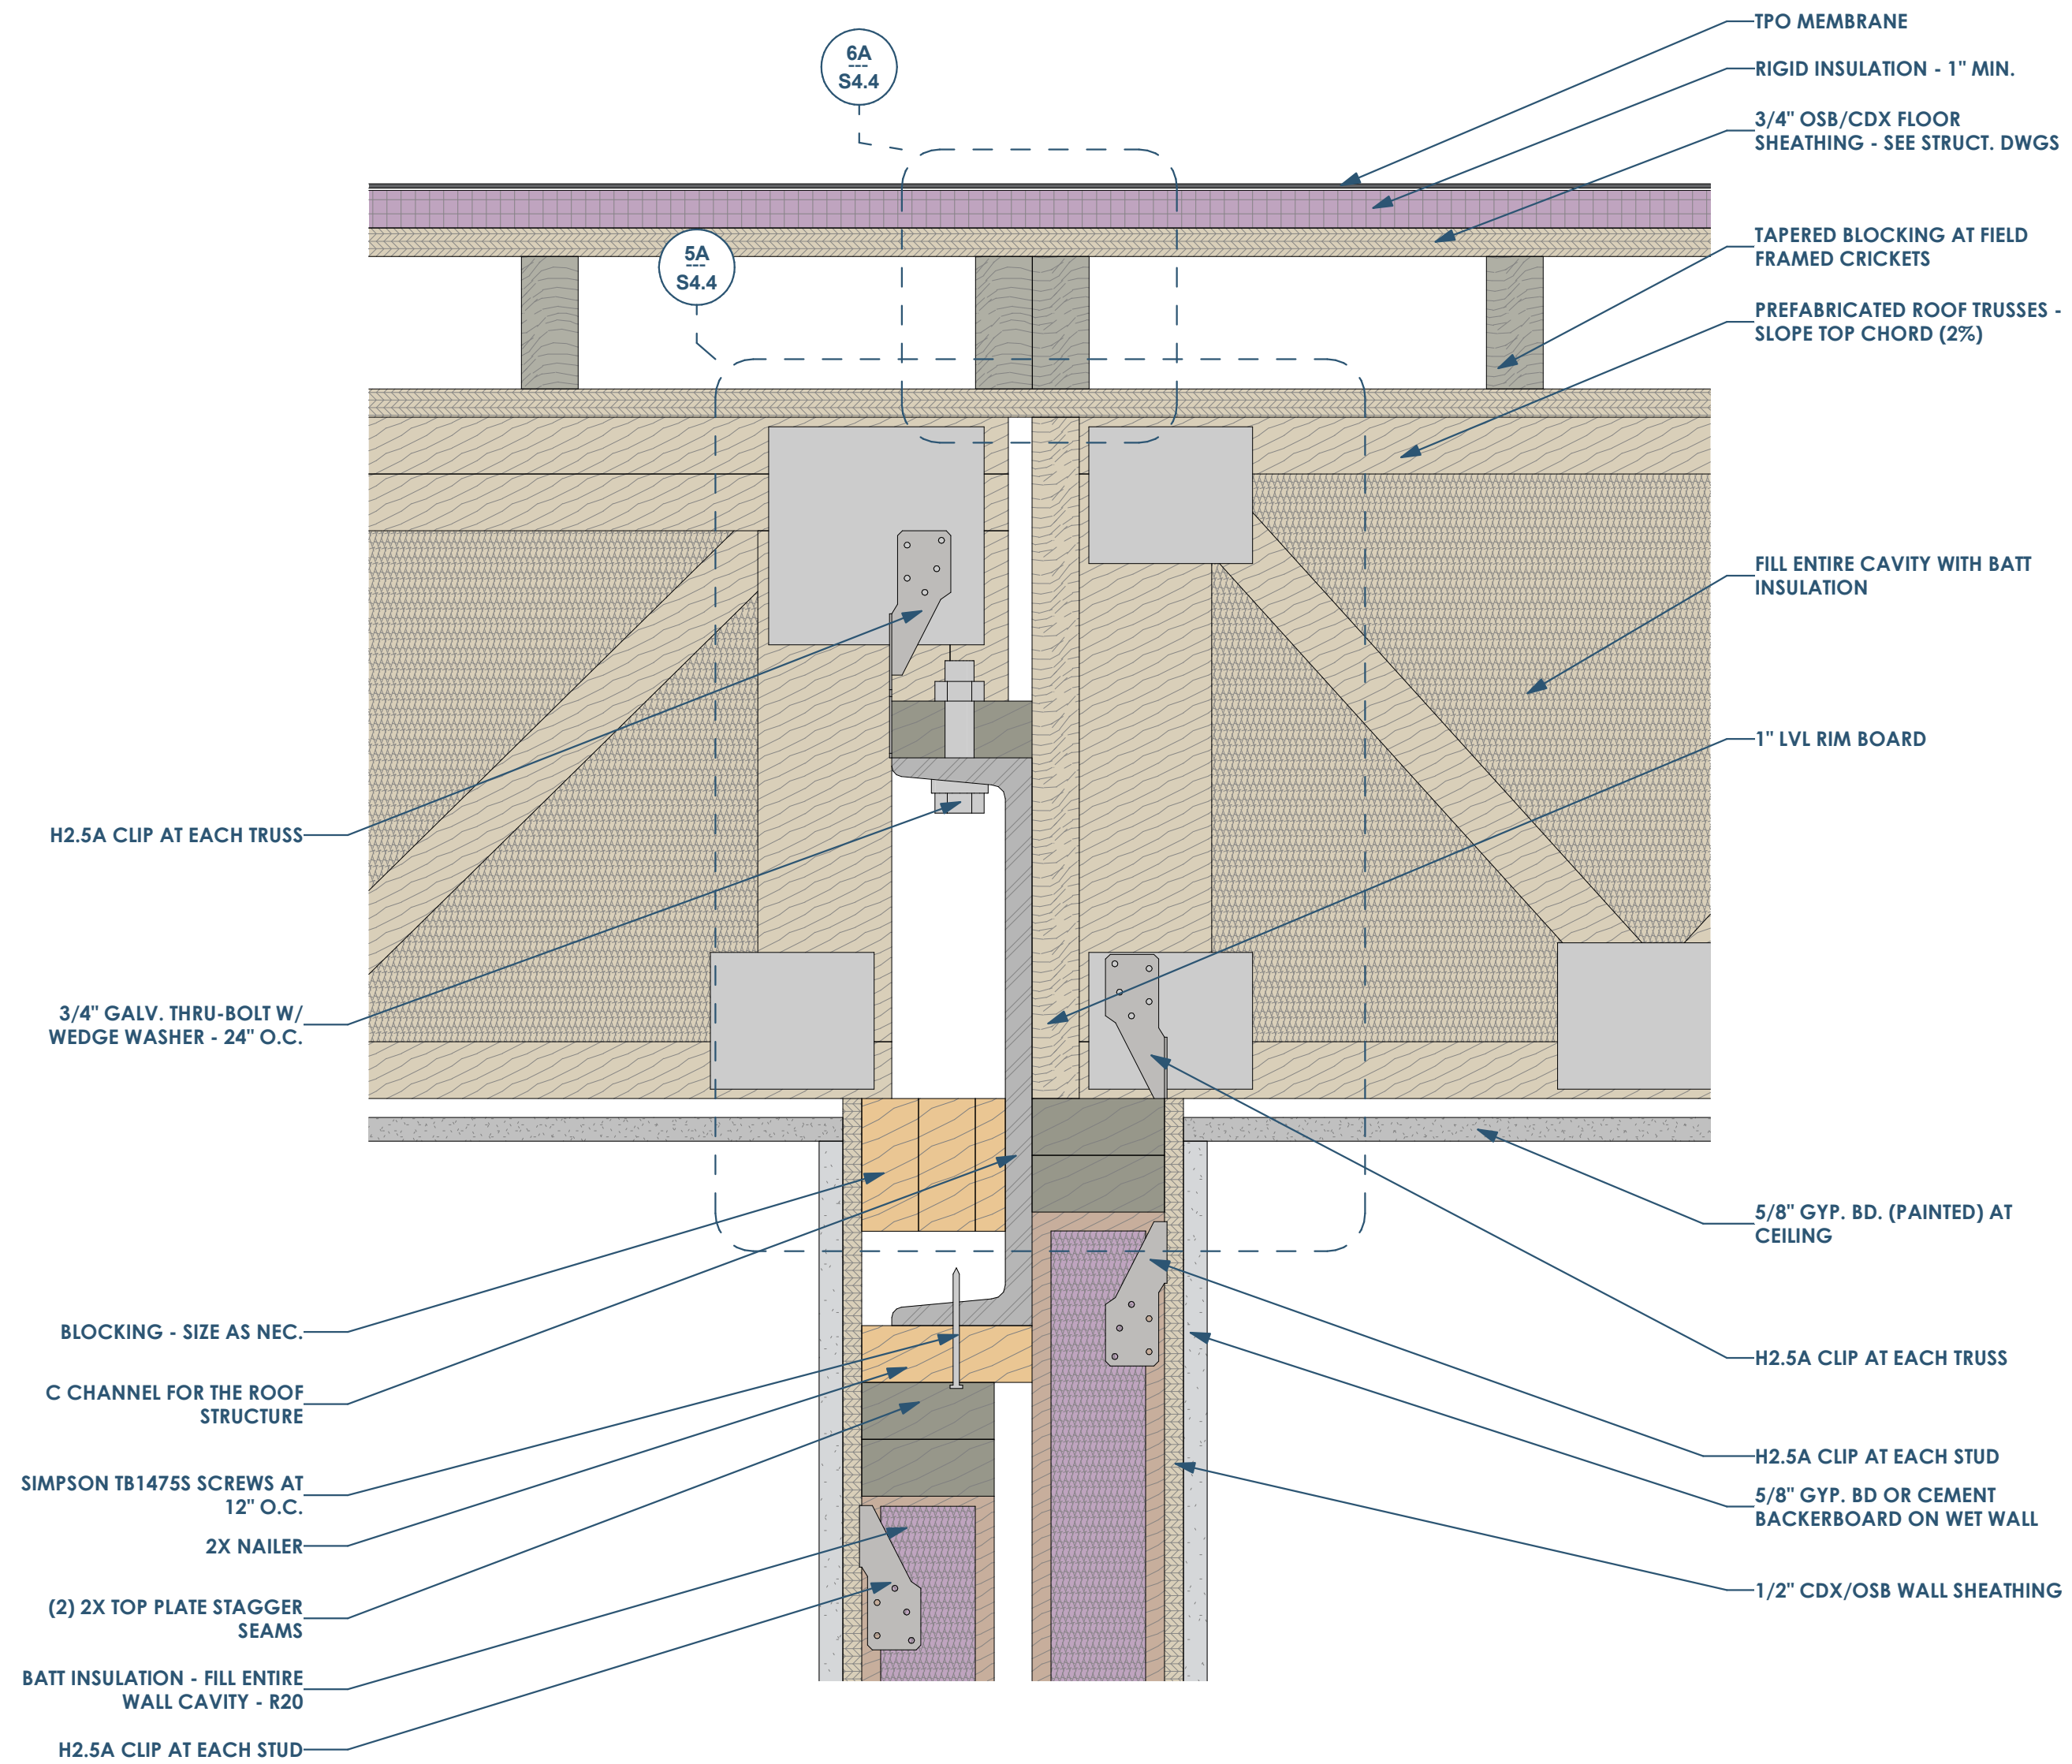 6A
S4.4
5A
S4.4
TPO MEMBRANE
RIGID INSULATION - 1" MIN.
3/4" OSB/CDX FLOOR
SHEATHING - SEE STRUCT. DWGS
TAPERED BLOCKING AT FIELD
FRAMED CRICKETS
PREFABRICATED ROOF TRUSSES -
SLOPE TOP CHORD (2%)
FILL ENTIRE CAVITY WITH BATT
INSULATION
1" LVL RIM BOARD
5/8" GYP. BD. (PAINTED) AT
CEILING
H2.5A CLIP AT EACH TRUSS
H2.5A CLIP AT EACH STUD
5/8" GYP. BD OR CEMENT
BACKERBOARD ON WET WALL
1/2" CDX/OSB WALL SHEATHING
H2.5A CLIP AT EACH TRUSS
3/4" GALV. THRU-BOLT W/
WEDGE WASHER - 24" O.C.
BLOCKING - SIZE AS NEC.
C CHANNEL FOR THE ROOF
STRUCTURE
SIMPSON TB1475S SCREWS AT
12" O.C.
2X NAILER
(2) 2X TOP PLATE STAGGER
SEAMS
BATT INSULATION - FILL ENTIRE
WALL CAVITY - R20
H2.5A CLIP AT EACH STUD